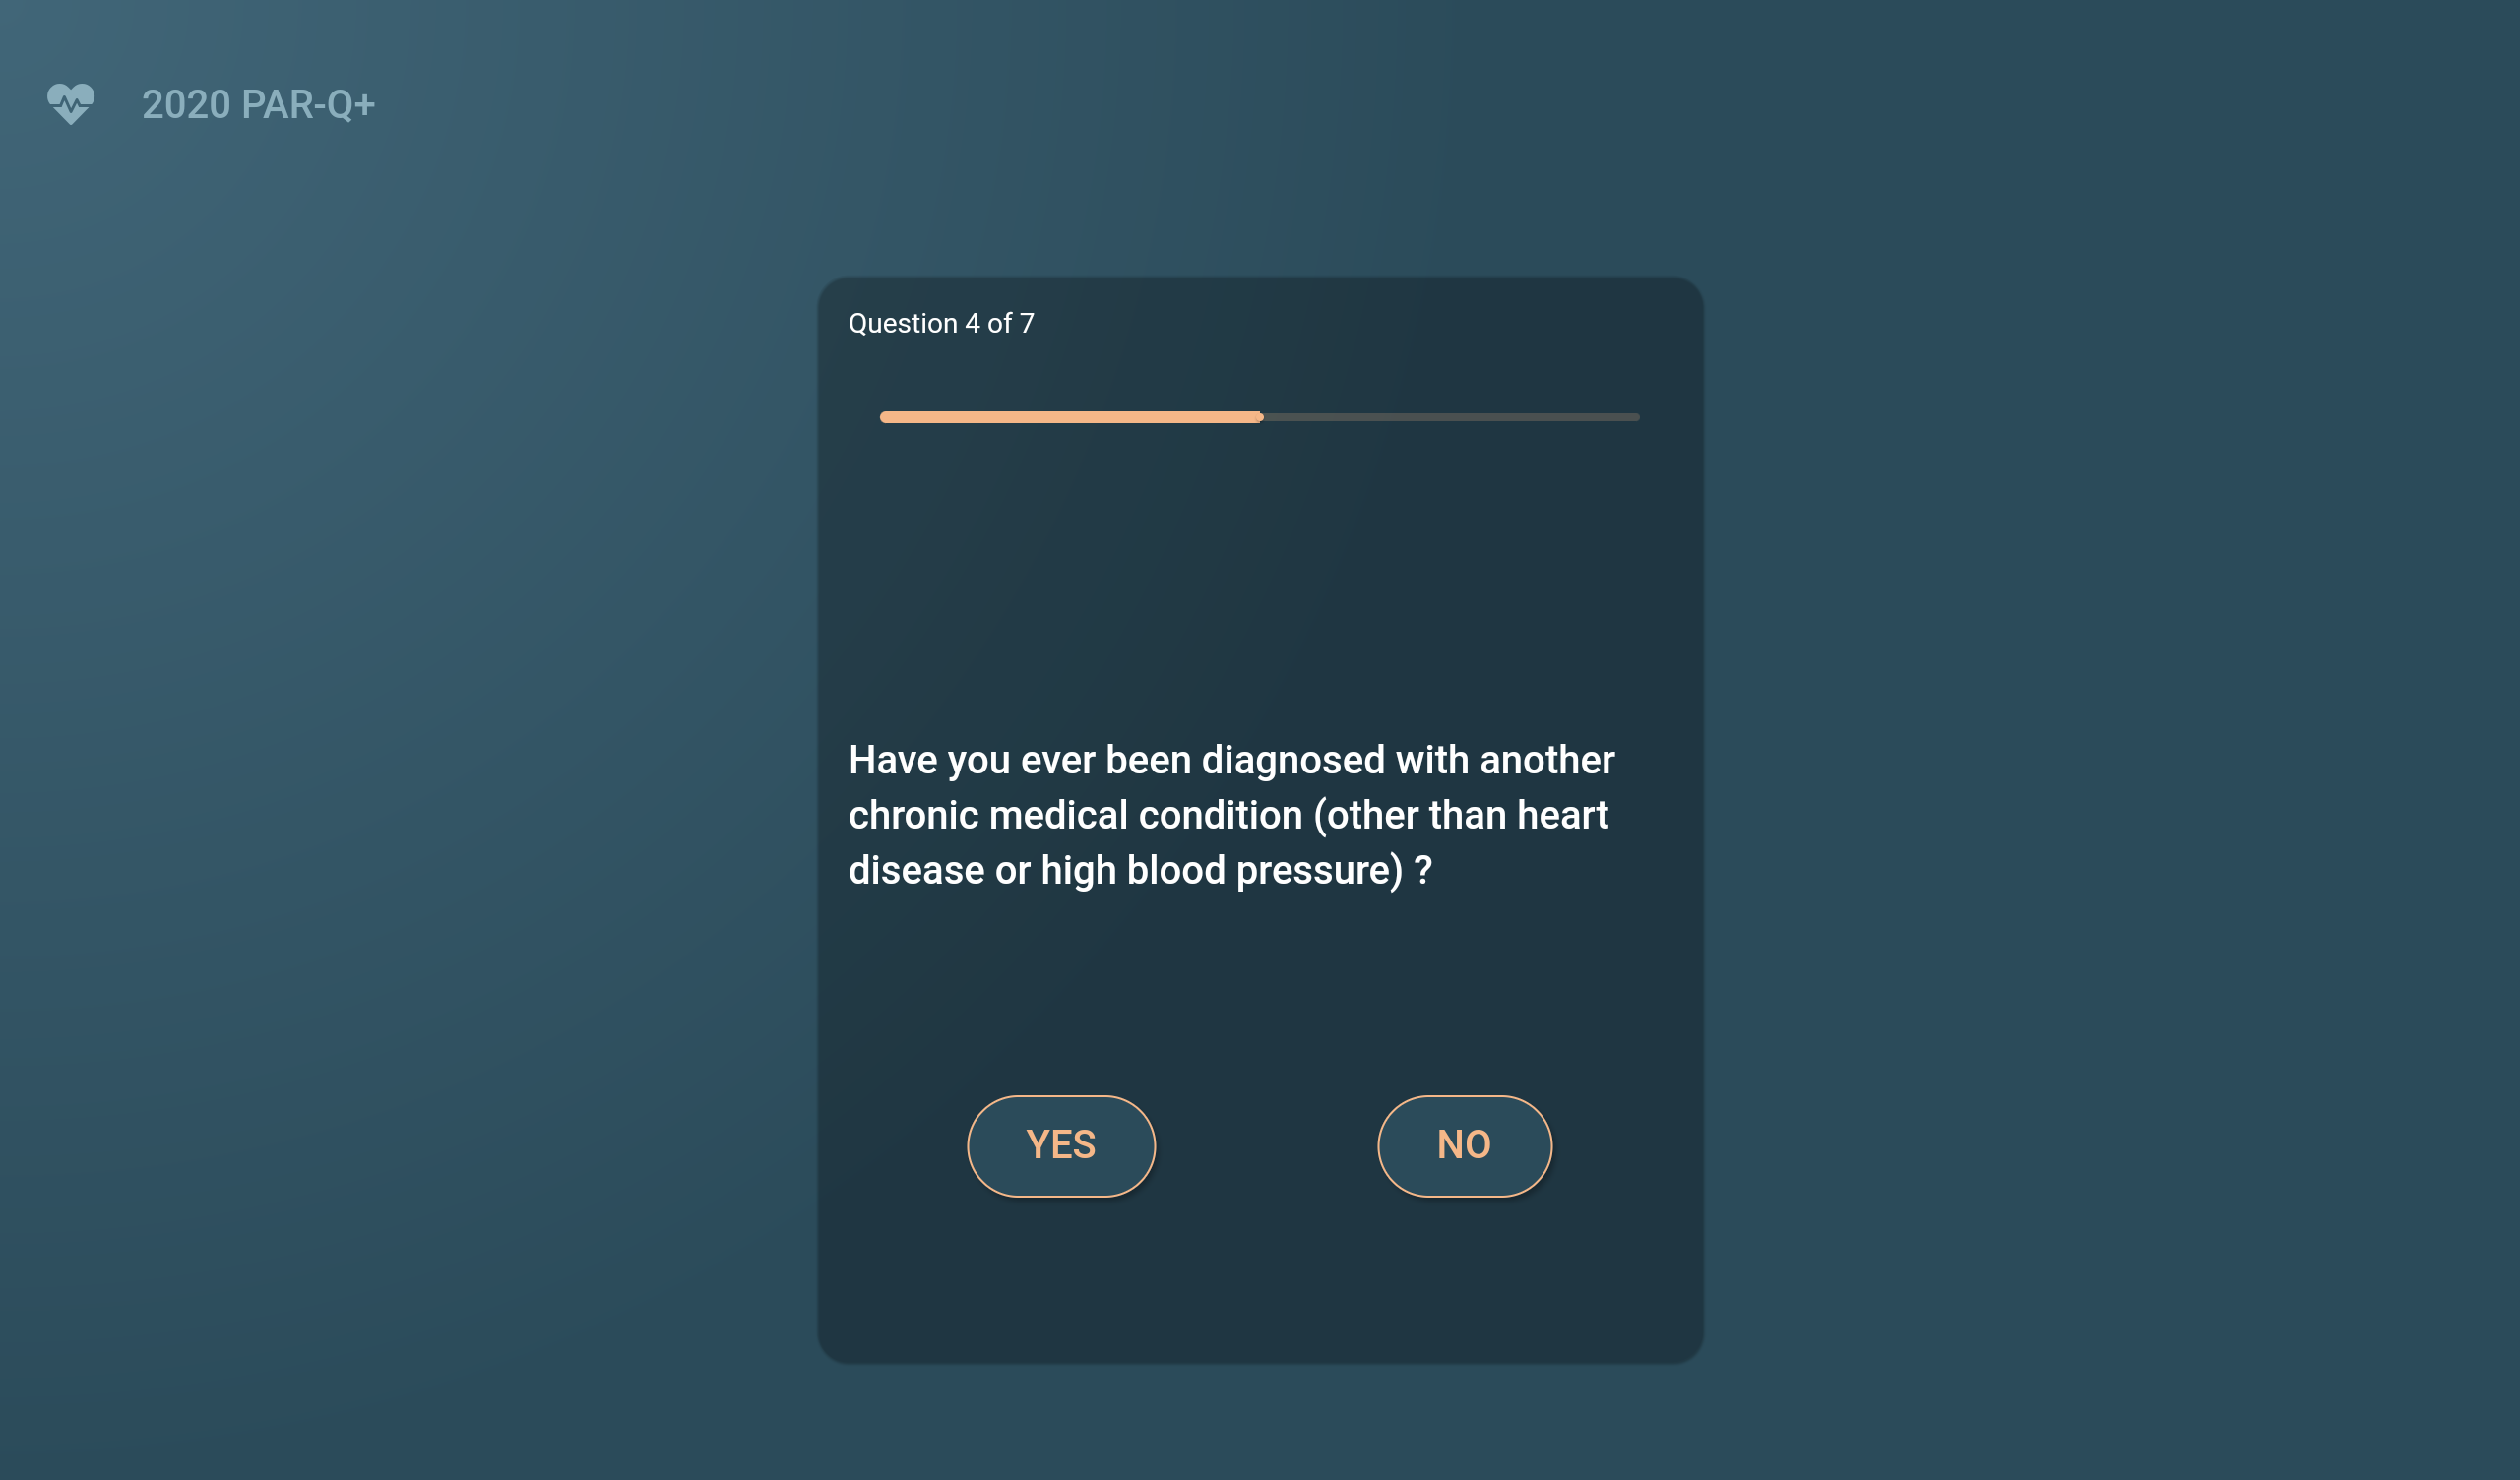 2020 PAR-Q+
Question 4 of 7
Have you ever been diagnosed with another
chronic medical condition (other than heart
disease or high blood pressure) ?
YES
NO